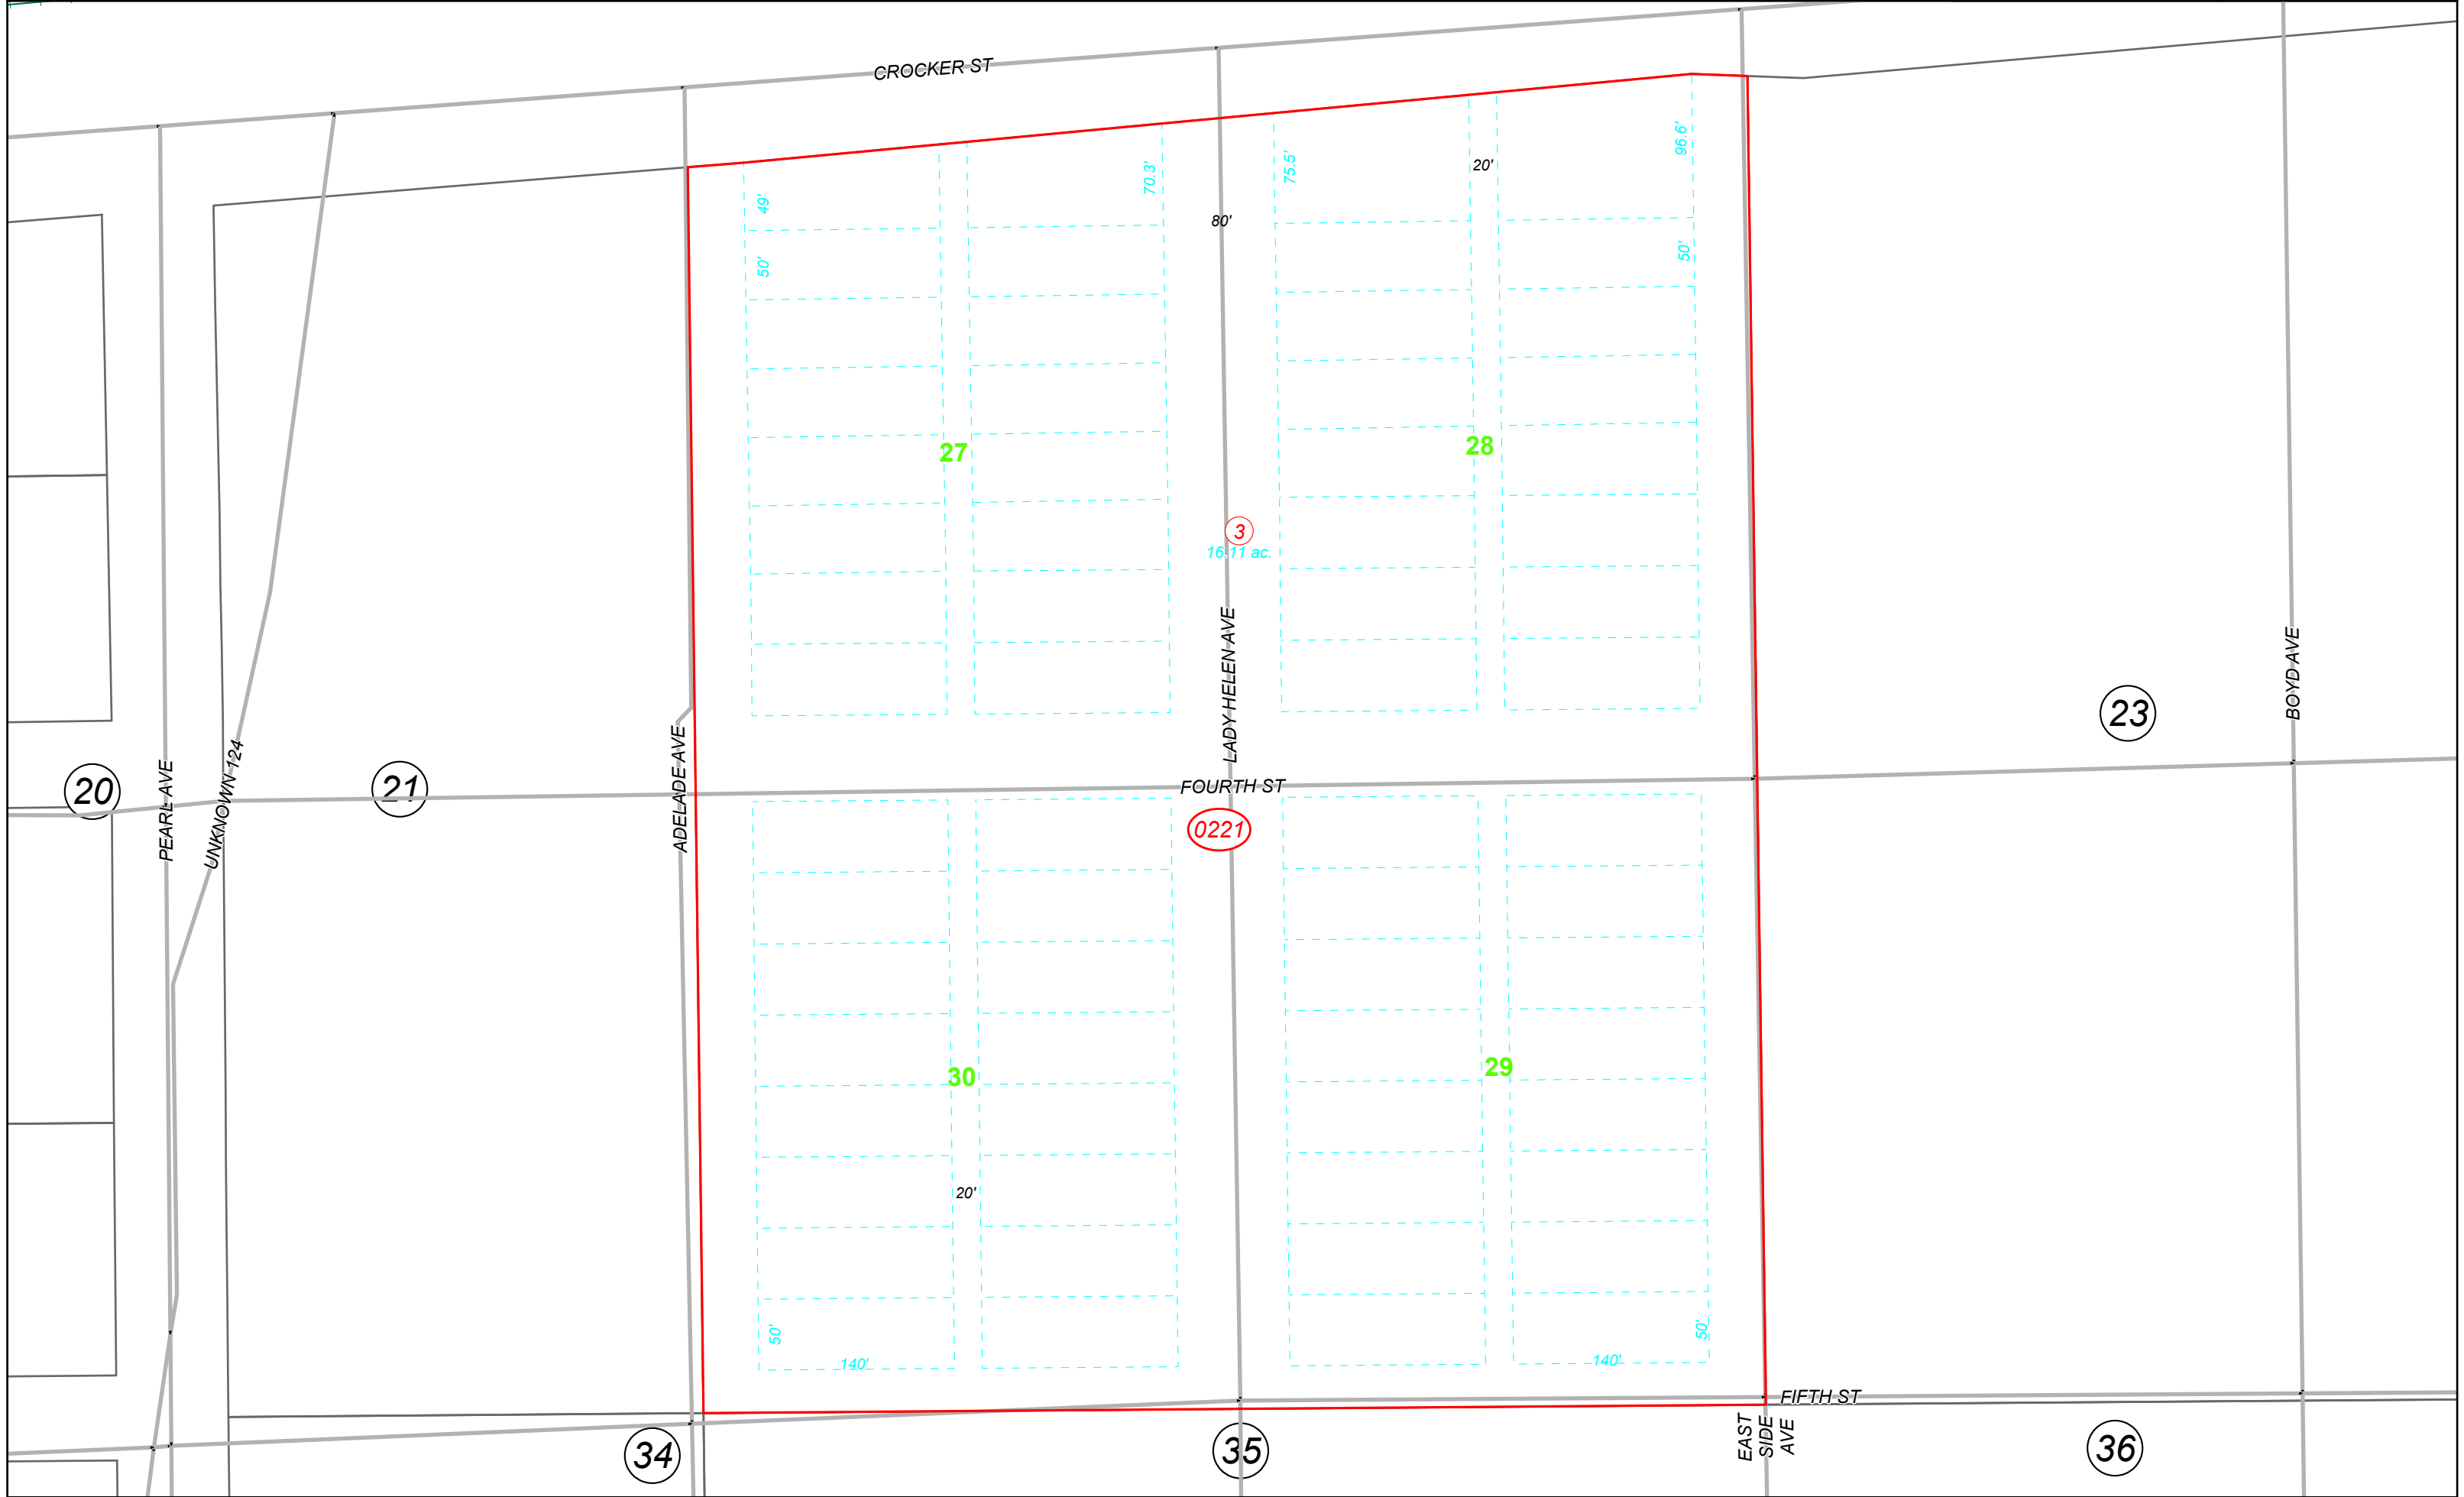 CROCKER ST
49'
70.3'
75.5'
20'
96.6'
80'
50'
50'
27
28
3
16.11 ac.
LADY HELEN AVE
BOYD AVE
23
20
PEARL AVE
UNKNOWN 124
21
ADELADE AVE
FOURTH ST
0221
30
29
20'
50'
140'
140'
50'
FIFTH ST
34
35
EAST
SIDE
AVE
36